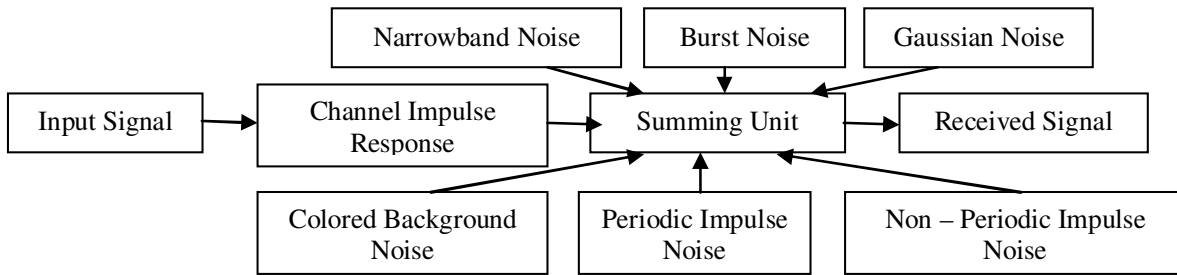 Narrowband Noise
Burst Noise
Gaussian Noise
Input Signal
Channel Impulse
Response
Summing Unit
Received Signal
Colored Background
Noise
Periodic Impulse
Noise
Non – Periodic Impulse
Noise